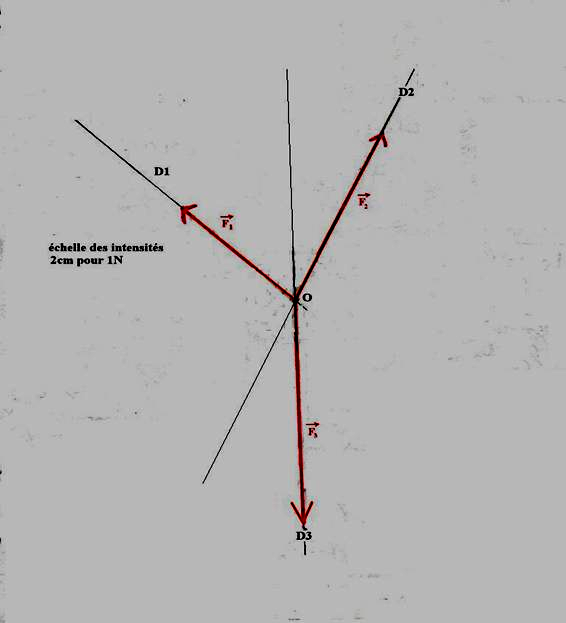 D2
D1
F₂
F₁
échelle des intensités
2cm pour 1N
O
F₃
D3